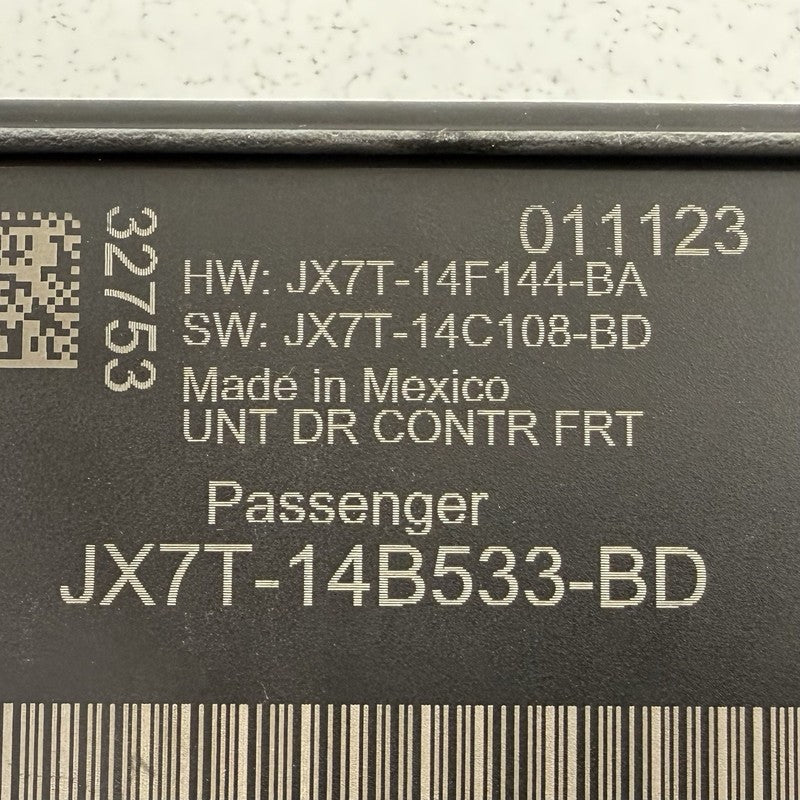 011123
32753
HW: JX7T-14F144-BA
SW: JX7T-14C108-BD
Made in Mexico
UNT DR CONTR FRT
Passenger
JX7T-14B533-BD